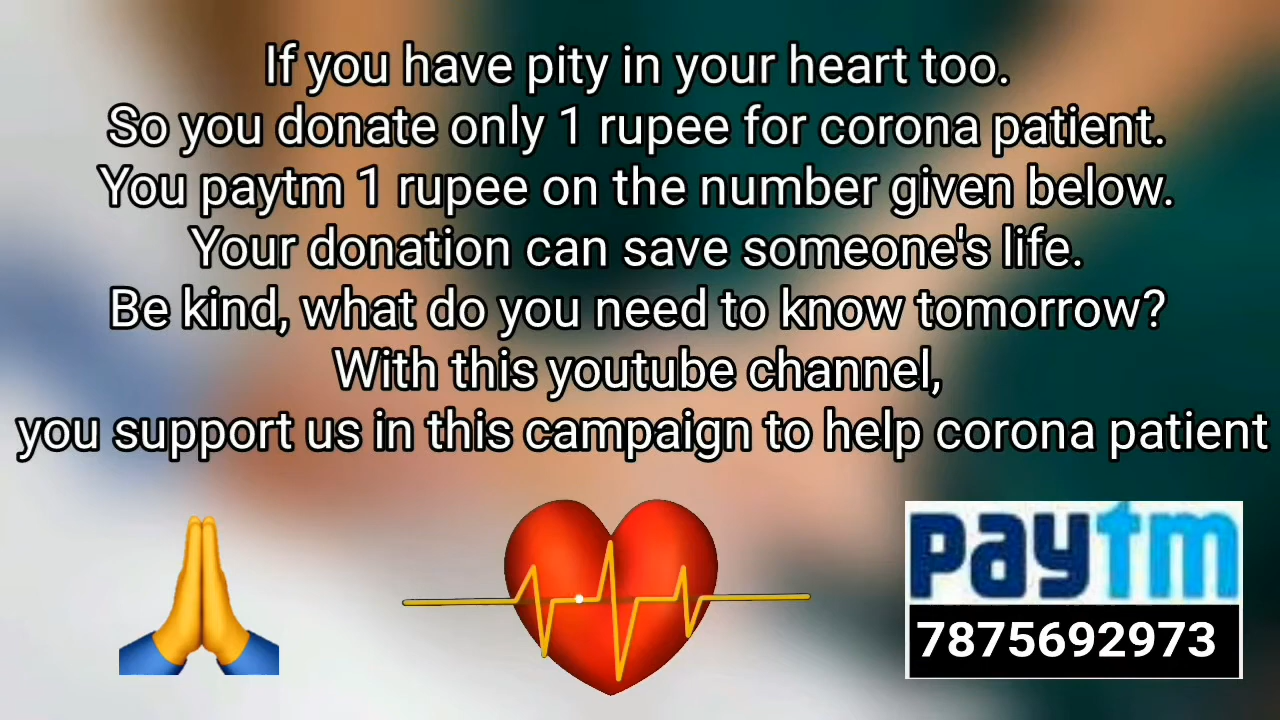 If you have pity in your heart too.
So you donate only 1 rupee for corona patient.
You paytm 1 rupee on the number given below.
Your donation can save someone's life.
Be kind, what do you need to know tomorrow?
With this youtube channel,
you support us in this campaign to help corona patient
paytm
7875692973